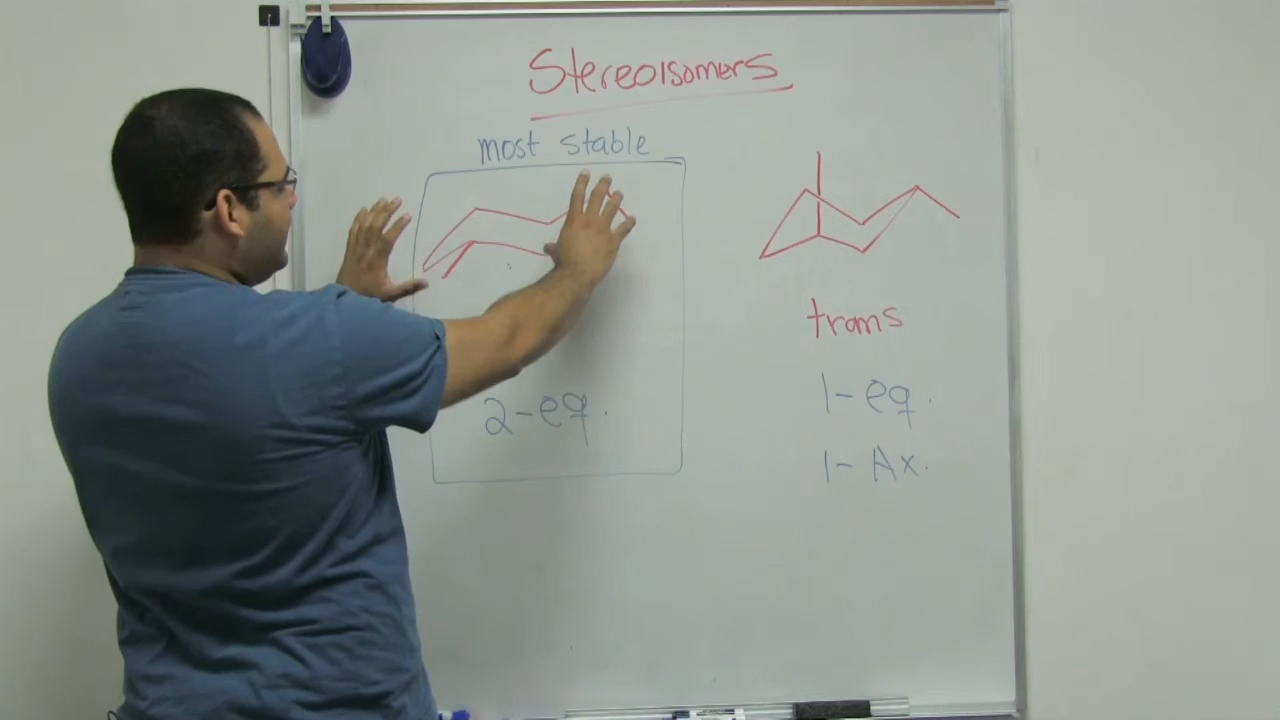 Stereoisomers
most stable
2-eq.
trans
1-eq.
1-Ax.